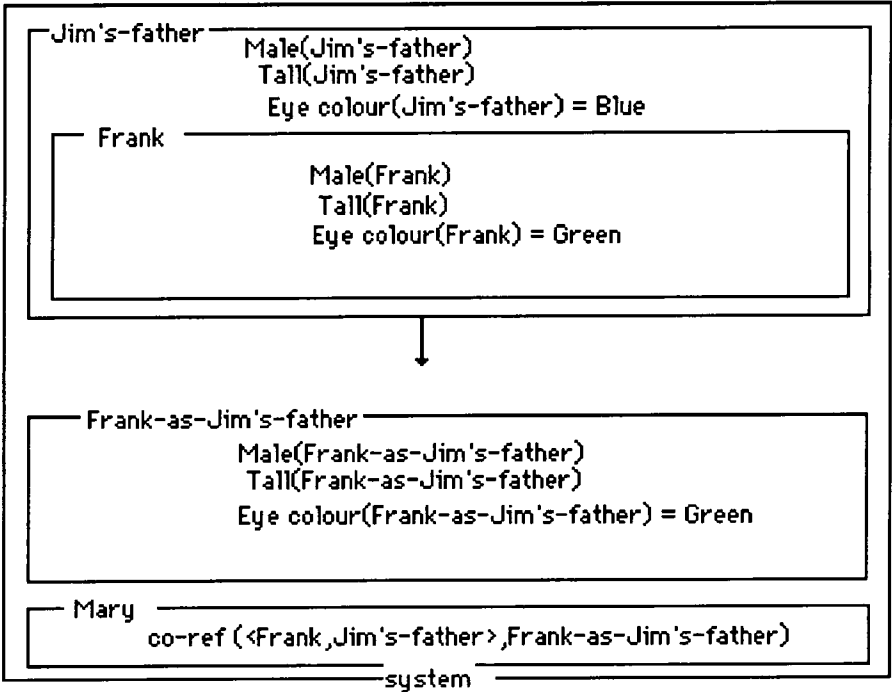 Jim's-father
Male(Jim's-father)
Tall(Jim's-father)
Eye colour(Jim's-father) = Blue
Frank
Male(Frank)
Tall(Frank)
Eye colour(Frank) = Green
Frank-as-Jim's-father
Male(Frank-as-Jim's-father)
Tall(Frank-as-Jim's-father)
Eye colour(Frank-as-Jim's-father) = Green
Mary
co-ref (<Frank,Jim's-father>,Frank-as-Jim's-father)
system